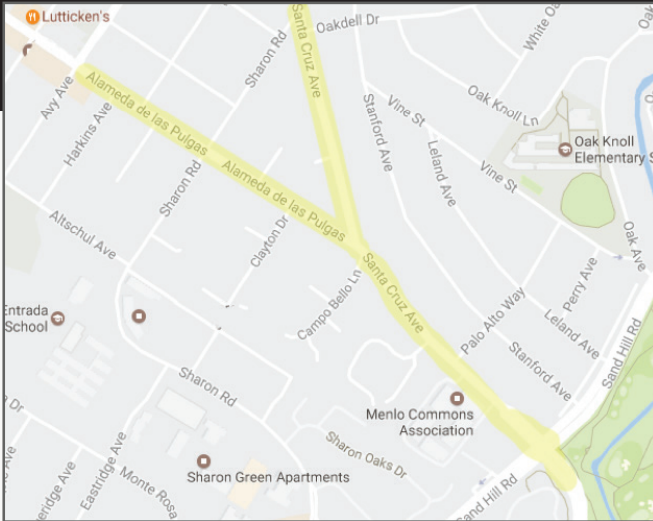 Lutticken's
Santa Cruz Ave
Oakdell Dr
Sharon Rd
Avy Ave
Harkins Ave
Alameda de las Pulgas
Alameda de las Pulgas
Sharon Rd
Stanford Ave
Vine St
Oak Knoll Ln
Leland Ave
Vine St
Oak Knoll
Elementary S
Altschul Ave
Clayton Dr
Oak Ave
Santa Cruz Ave
Campo Bello Ln
Perry Ave
Palo Alto Way
Leland Ave
Stanford Ave
Sand Hill Rd
Entrada
School
Sharon Rd
Menlo Commons
Association
Sharon Oaks Dr
Sharon Green Apartments
Eastridge Ave
Monte Rosa
Sand Hill Rd